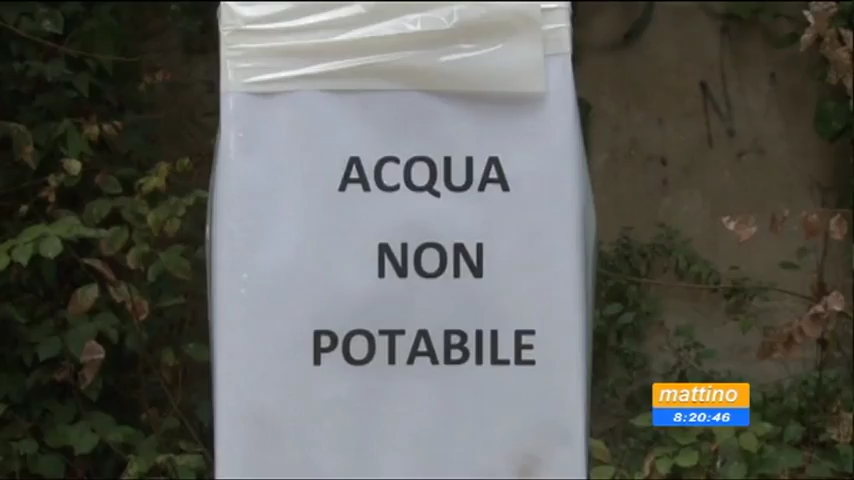 ACQUA
NON
POTABILE
mattino
8:20:46